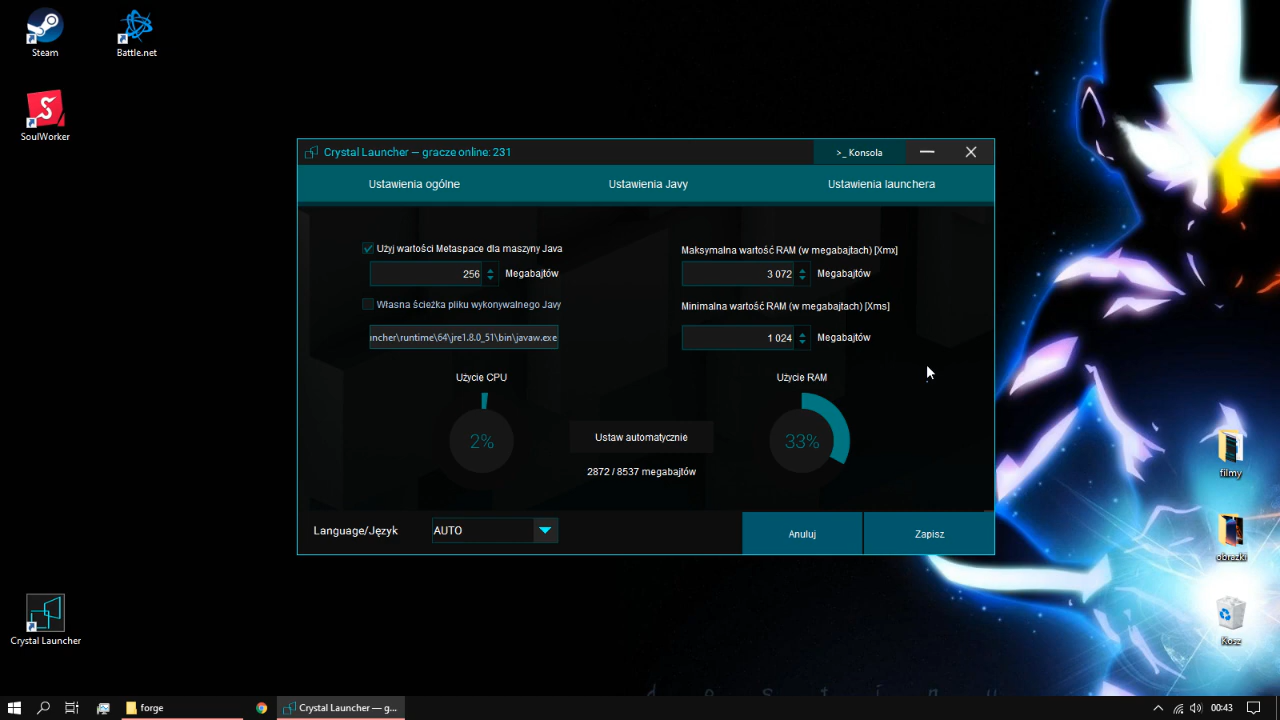 Steam
Battle.net
SoulWorker
Crystal Launcher — gracze online: 231
>_ Konsola
Ustawienia ogólne
Ustawienia Javy
Ustawienia launchera
Użyj wartości Metaspace dla maszyny Java
256 Megabajtów
Własna ścieżka pliku wykonywalnego Javy
ıncher\runtime\64\jre1.8.0_51\bin\javaw.exe
Maksymalna wartość RAM (w megabajtach) [Xmx]
3 072 Megabajtów
Minimalna wartość RAM (w megabajtach) [Xms]
1 024 Megabajtów
Użycie CPU
2%
Ustaw automatycznie
2872 / 8537 megabajtów
Użycie RAM
33%
Language/Język
AUTO
Anuluj
Zapisz
filmy
obrazki
Kosz
Crystal Launcher
d e s t i n y
forge
Crystal Launcher — g...
00:43